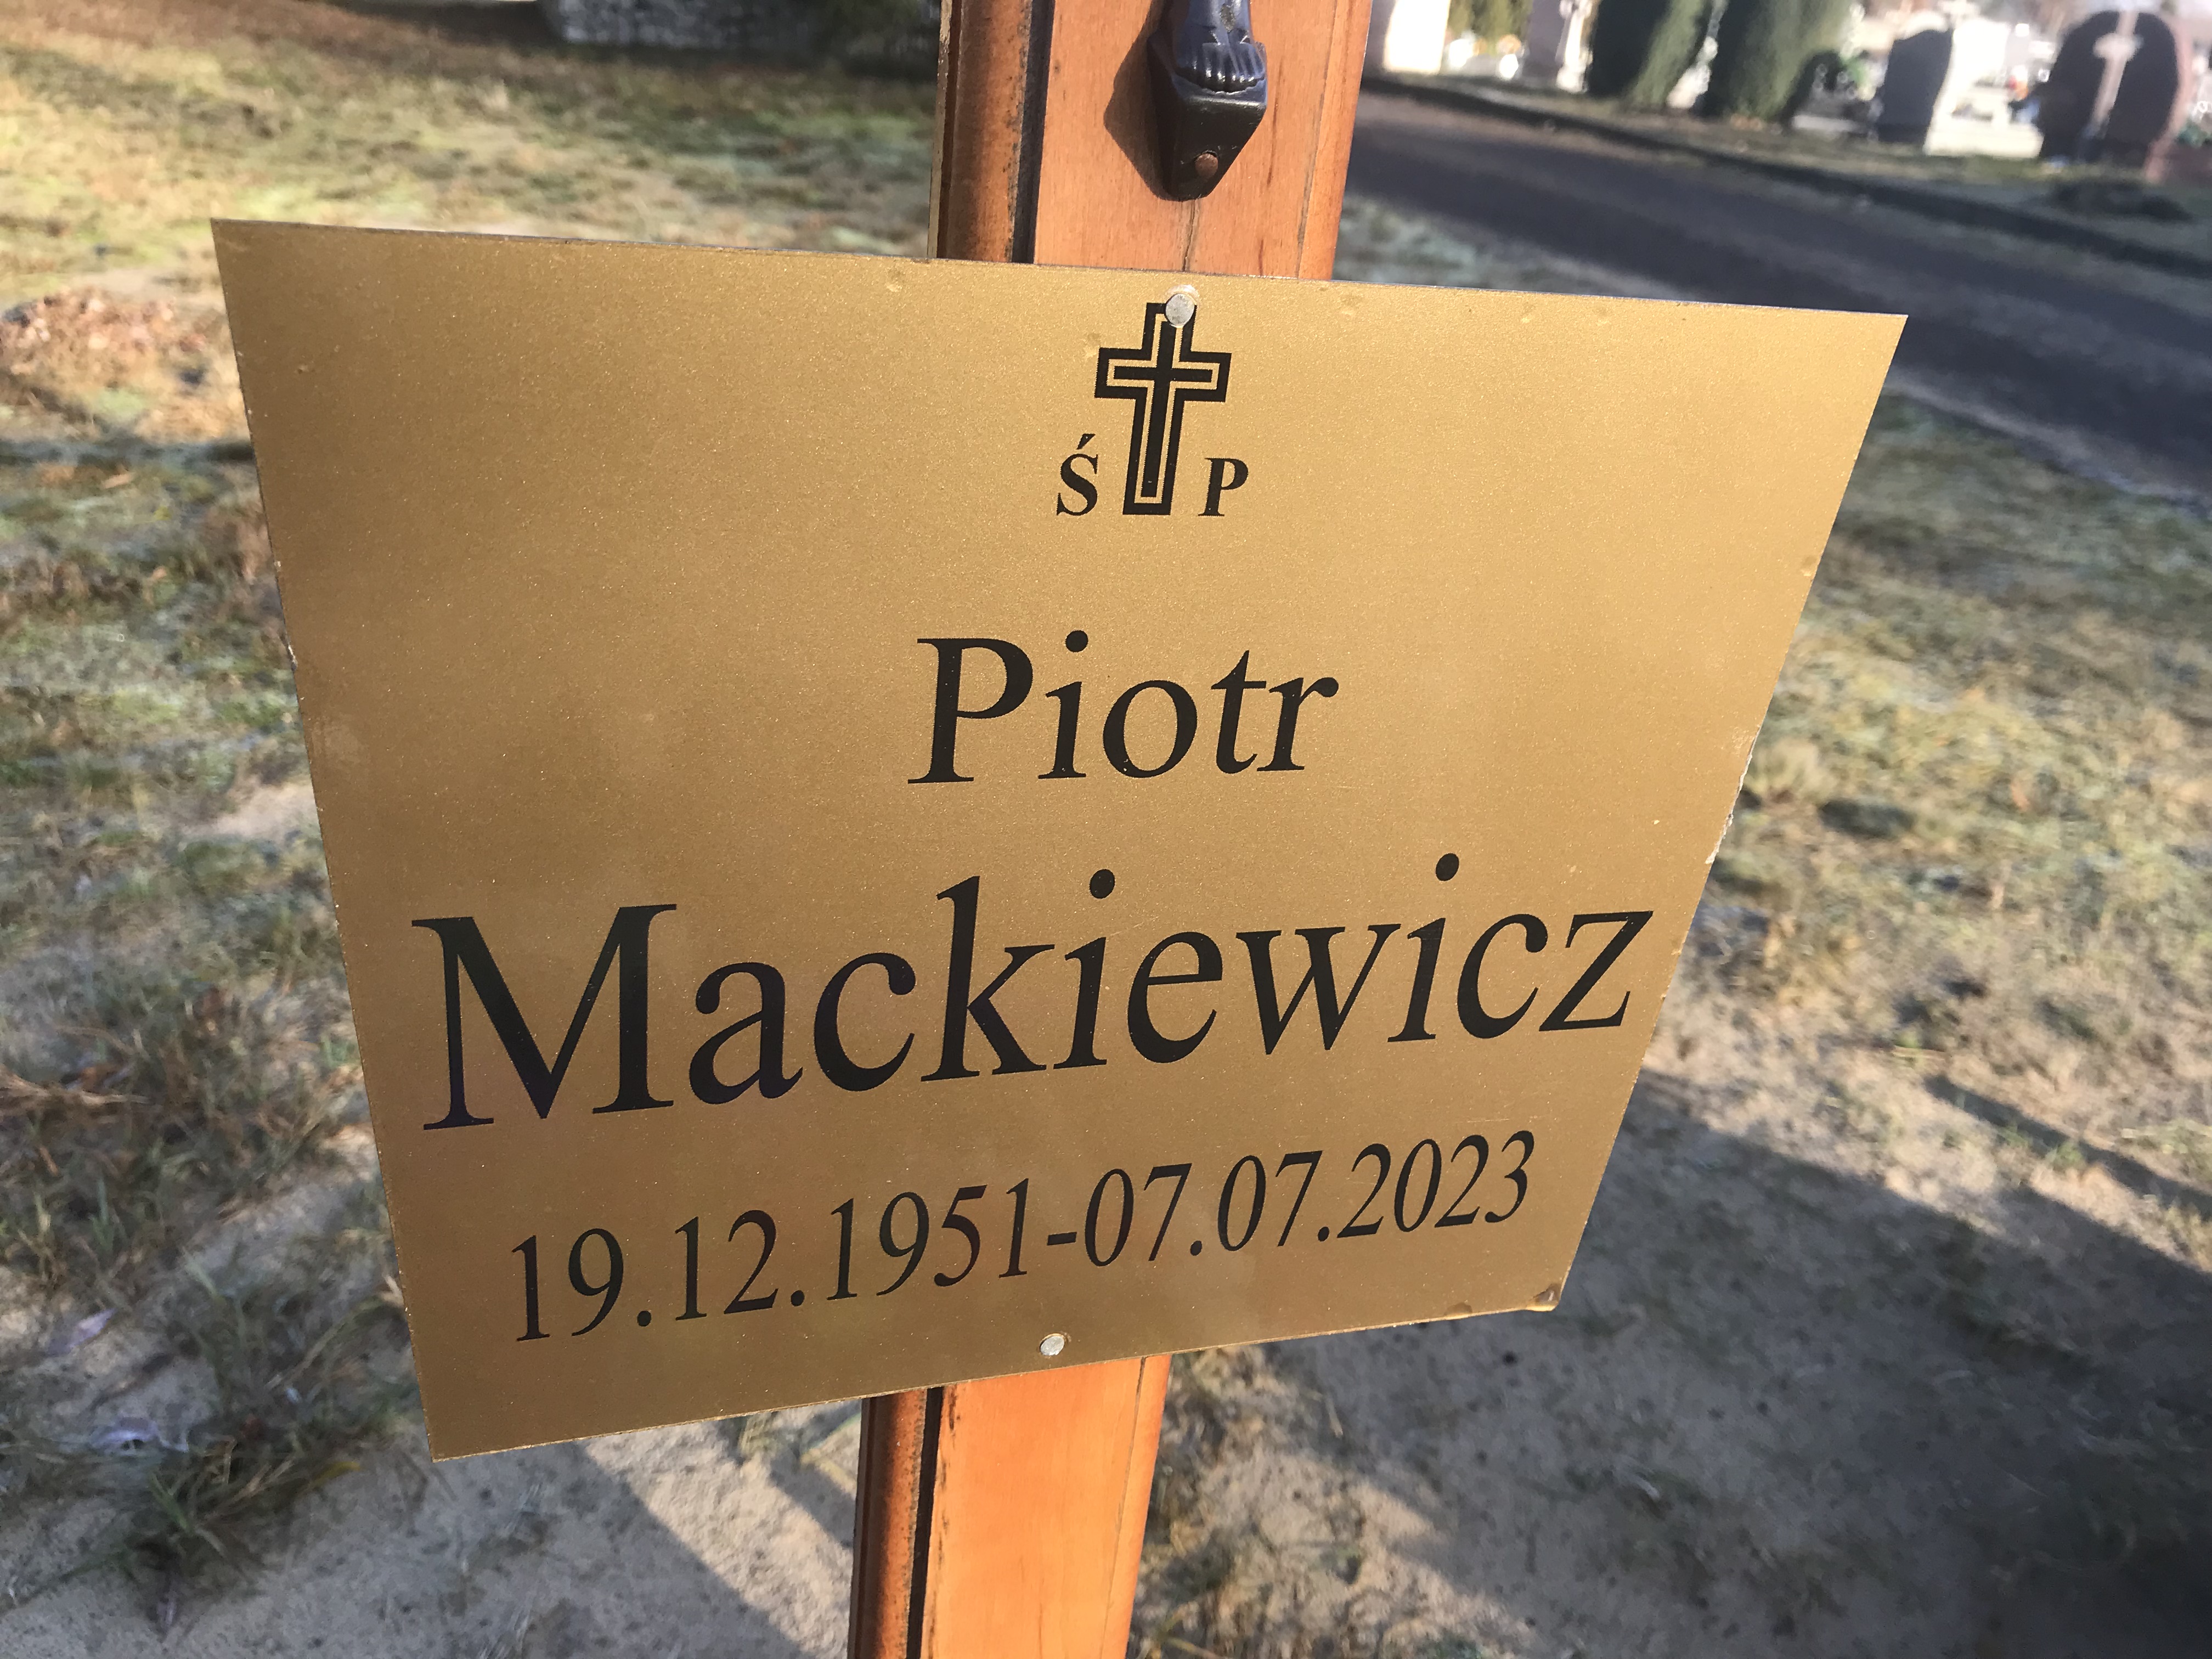 Ś P
Piotr
Mackiewicz
19.12.1951-07.07.2023